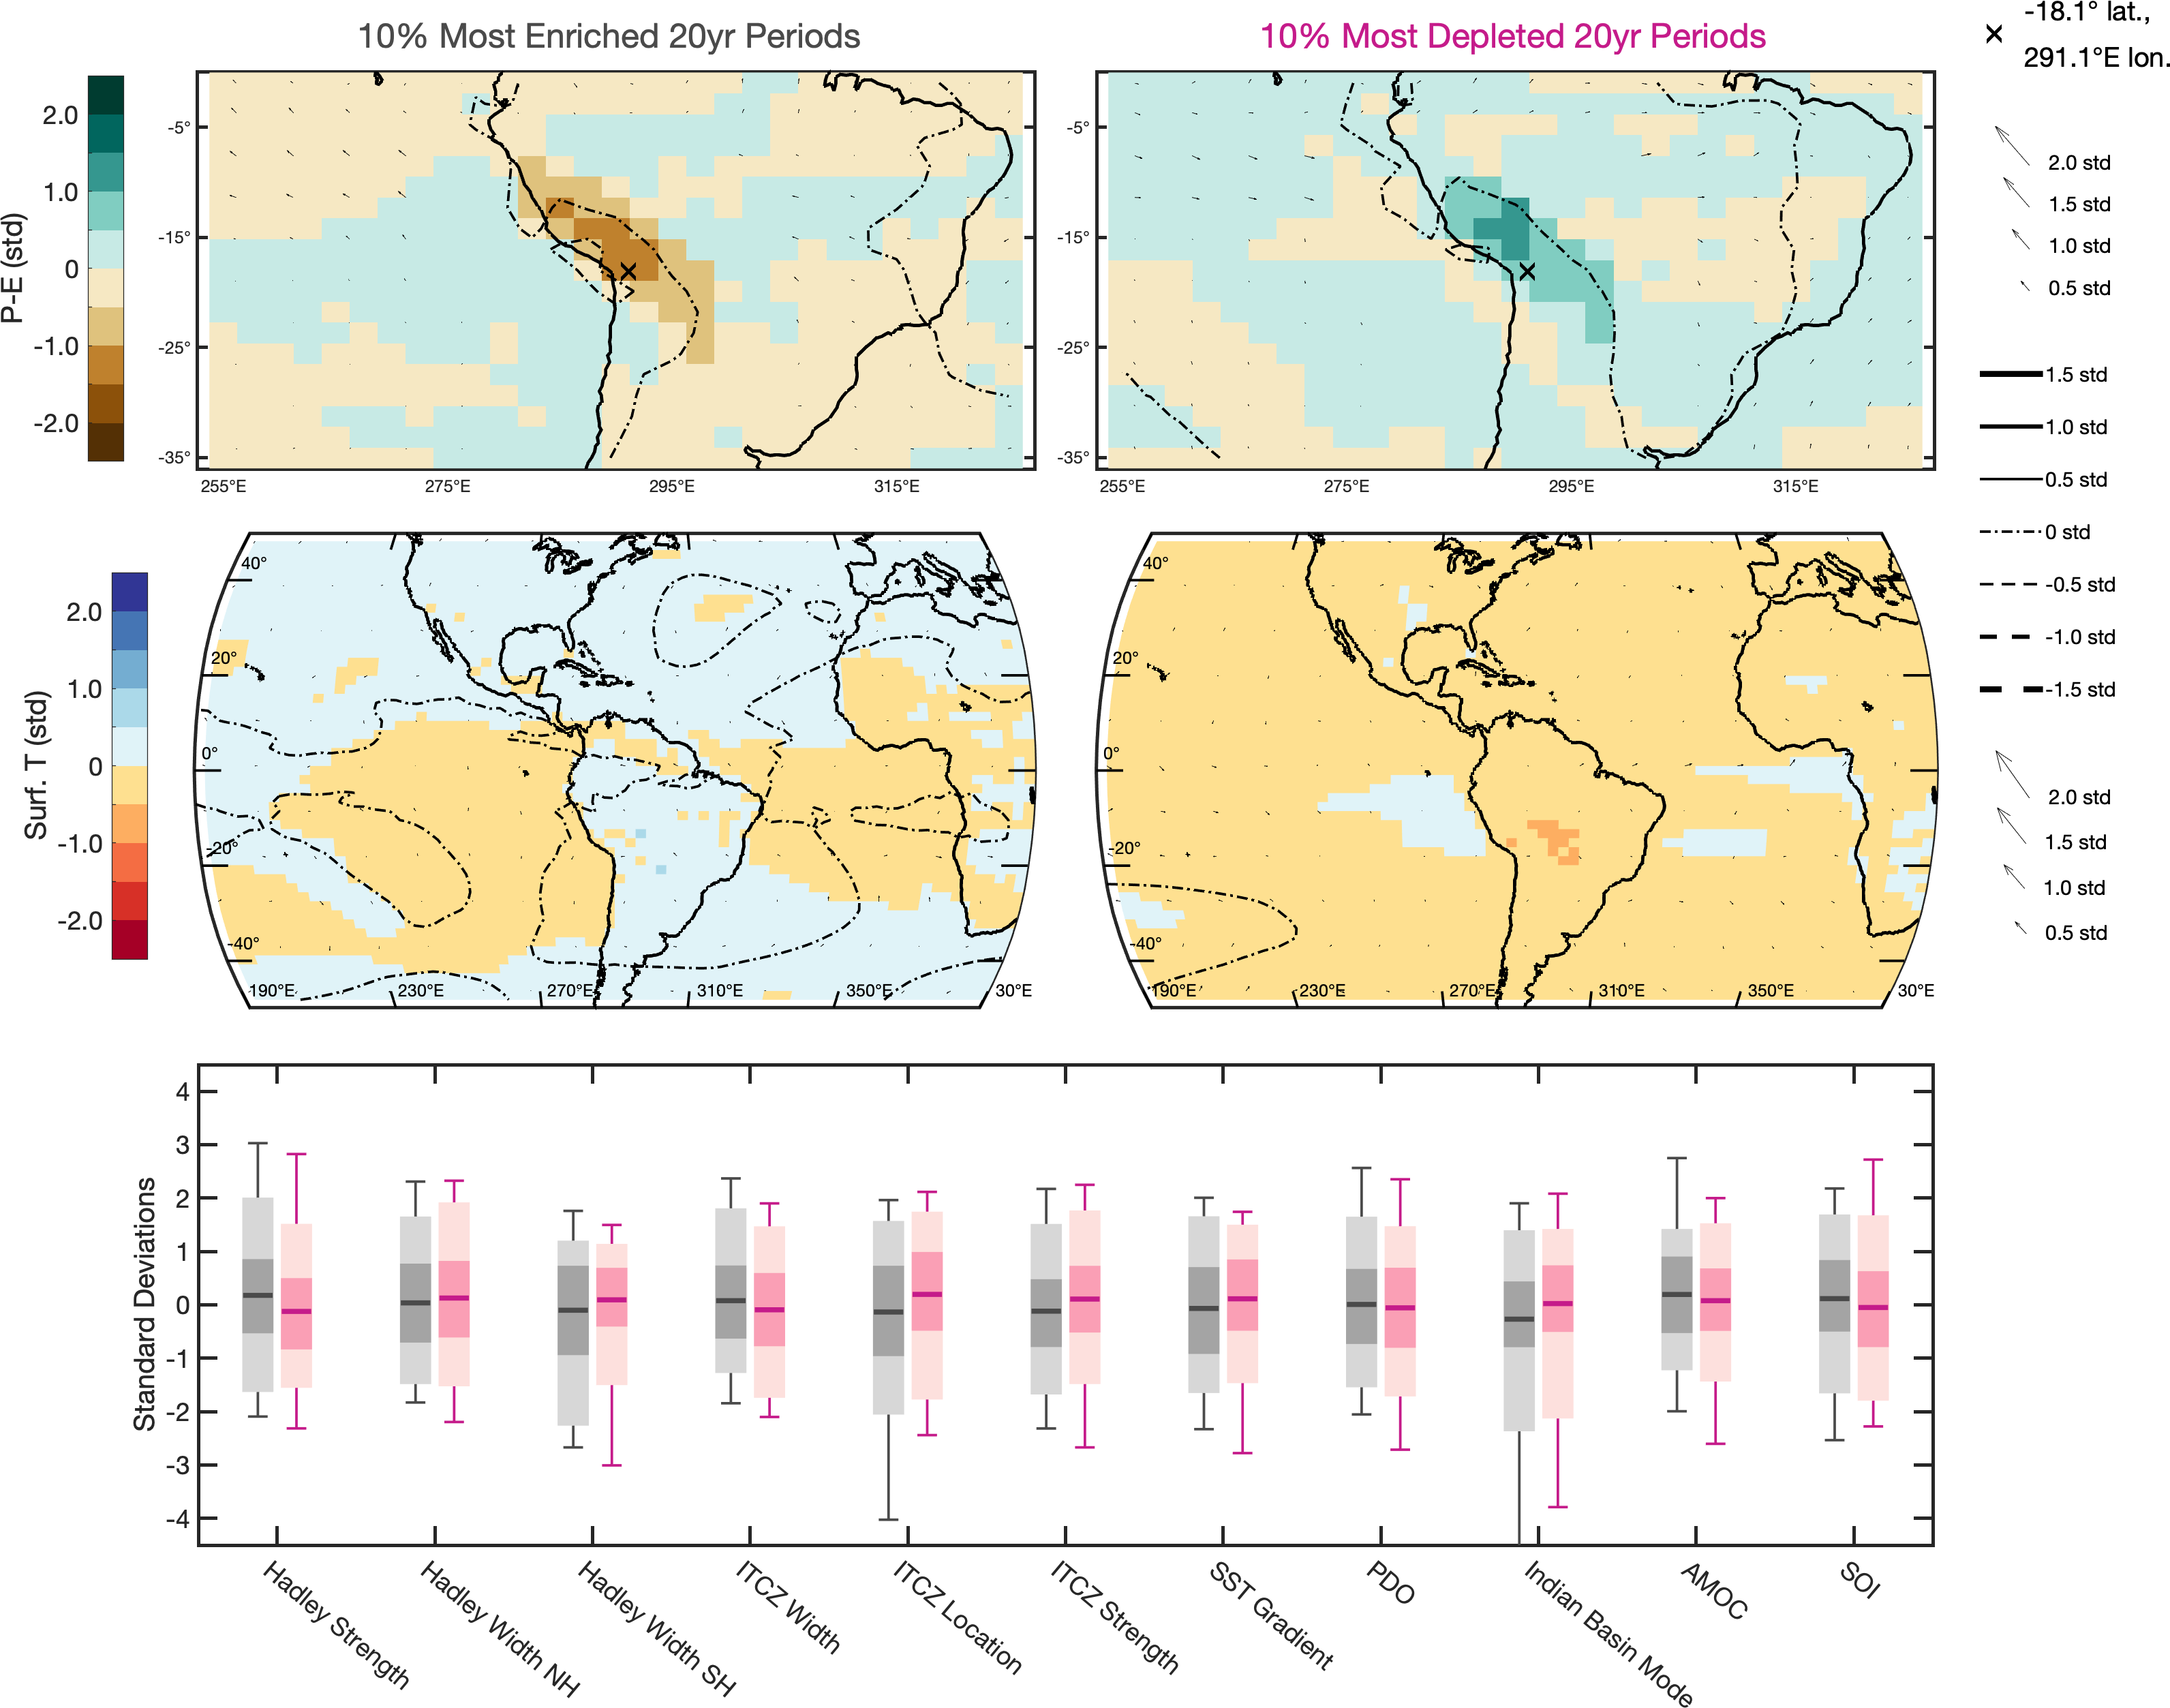 10% Most Enriched 20yr Periods
10% Most Depleted 20yr Periods
-18.1° lat.,
291.1°E lon.
P-E (std)
2.0
1.0
0
-1.0
-2.0
-5°
-15°
-25°
-35°
255°E
275°E
295°E
315°E
-5°
-15°
-25°
-35°
255°E
275°E
295°E
315°E
2.0 std
1.5 std
1.0 std
0.5 std
1.5 std
1.0 std
0.5 std
0 std
-0.5 std
-1.0 std
-1.5 std
Surf. T (std)
2.0
1.0
0
-1.0
-2.0
40°
20°
0°
-20°
-40°
190°E
230°E
270°E
310°E
350°E
30°E
40°
20°
0°
-20°
-40°
190°E
230°E
270°E
310°E
350°E
30°E
2.0 std
1.5 std
1.0 std
0.5 std
Standard Deviations
4
3
2
1
0
-1
-2
-3
-4
Hadley Strength
Hadley Width NH
Hadley Width SH
ITCZ Width
ITCZ Location
ITCZ Strength
SST Gradient
PDO
Indian Basin Mode
AMOC
SOI